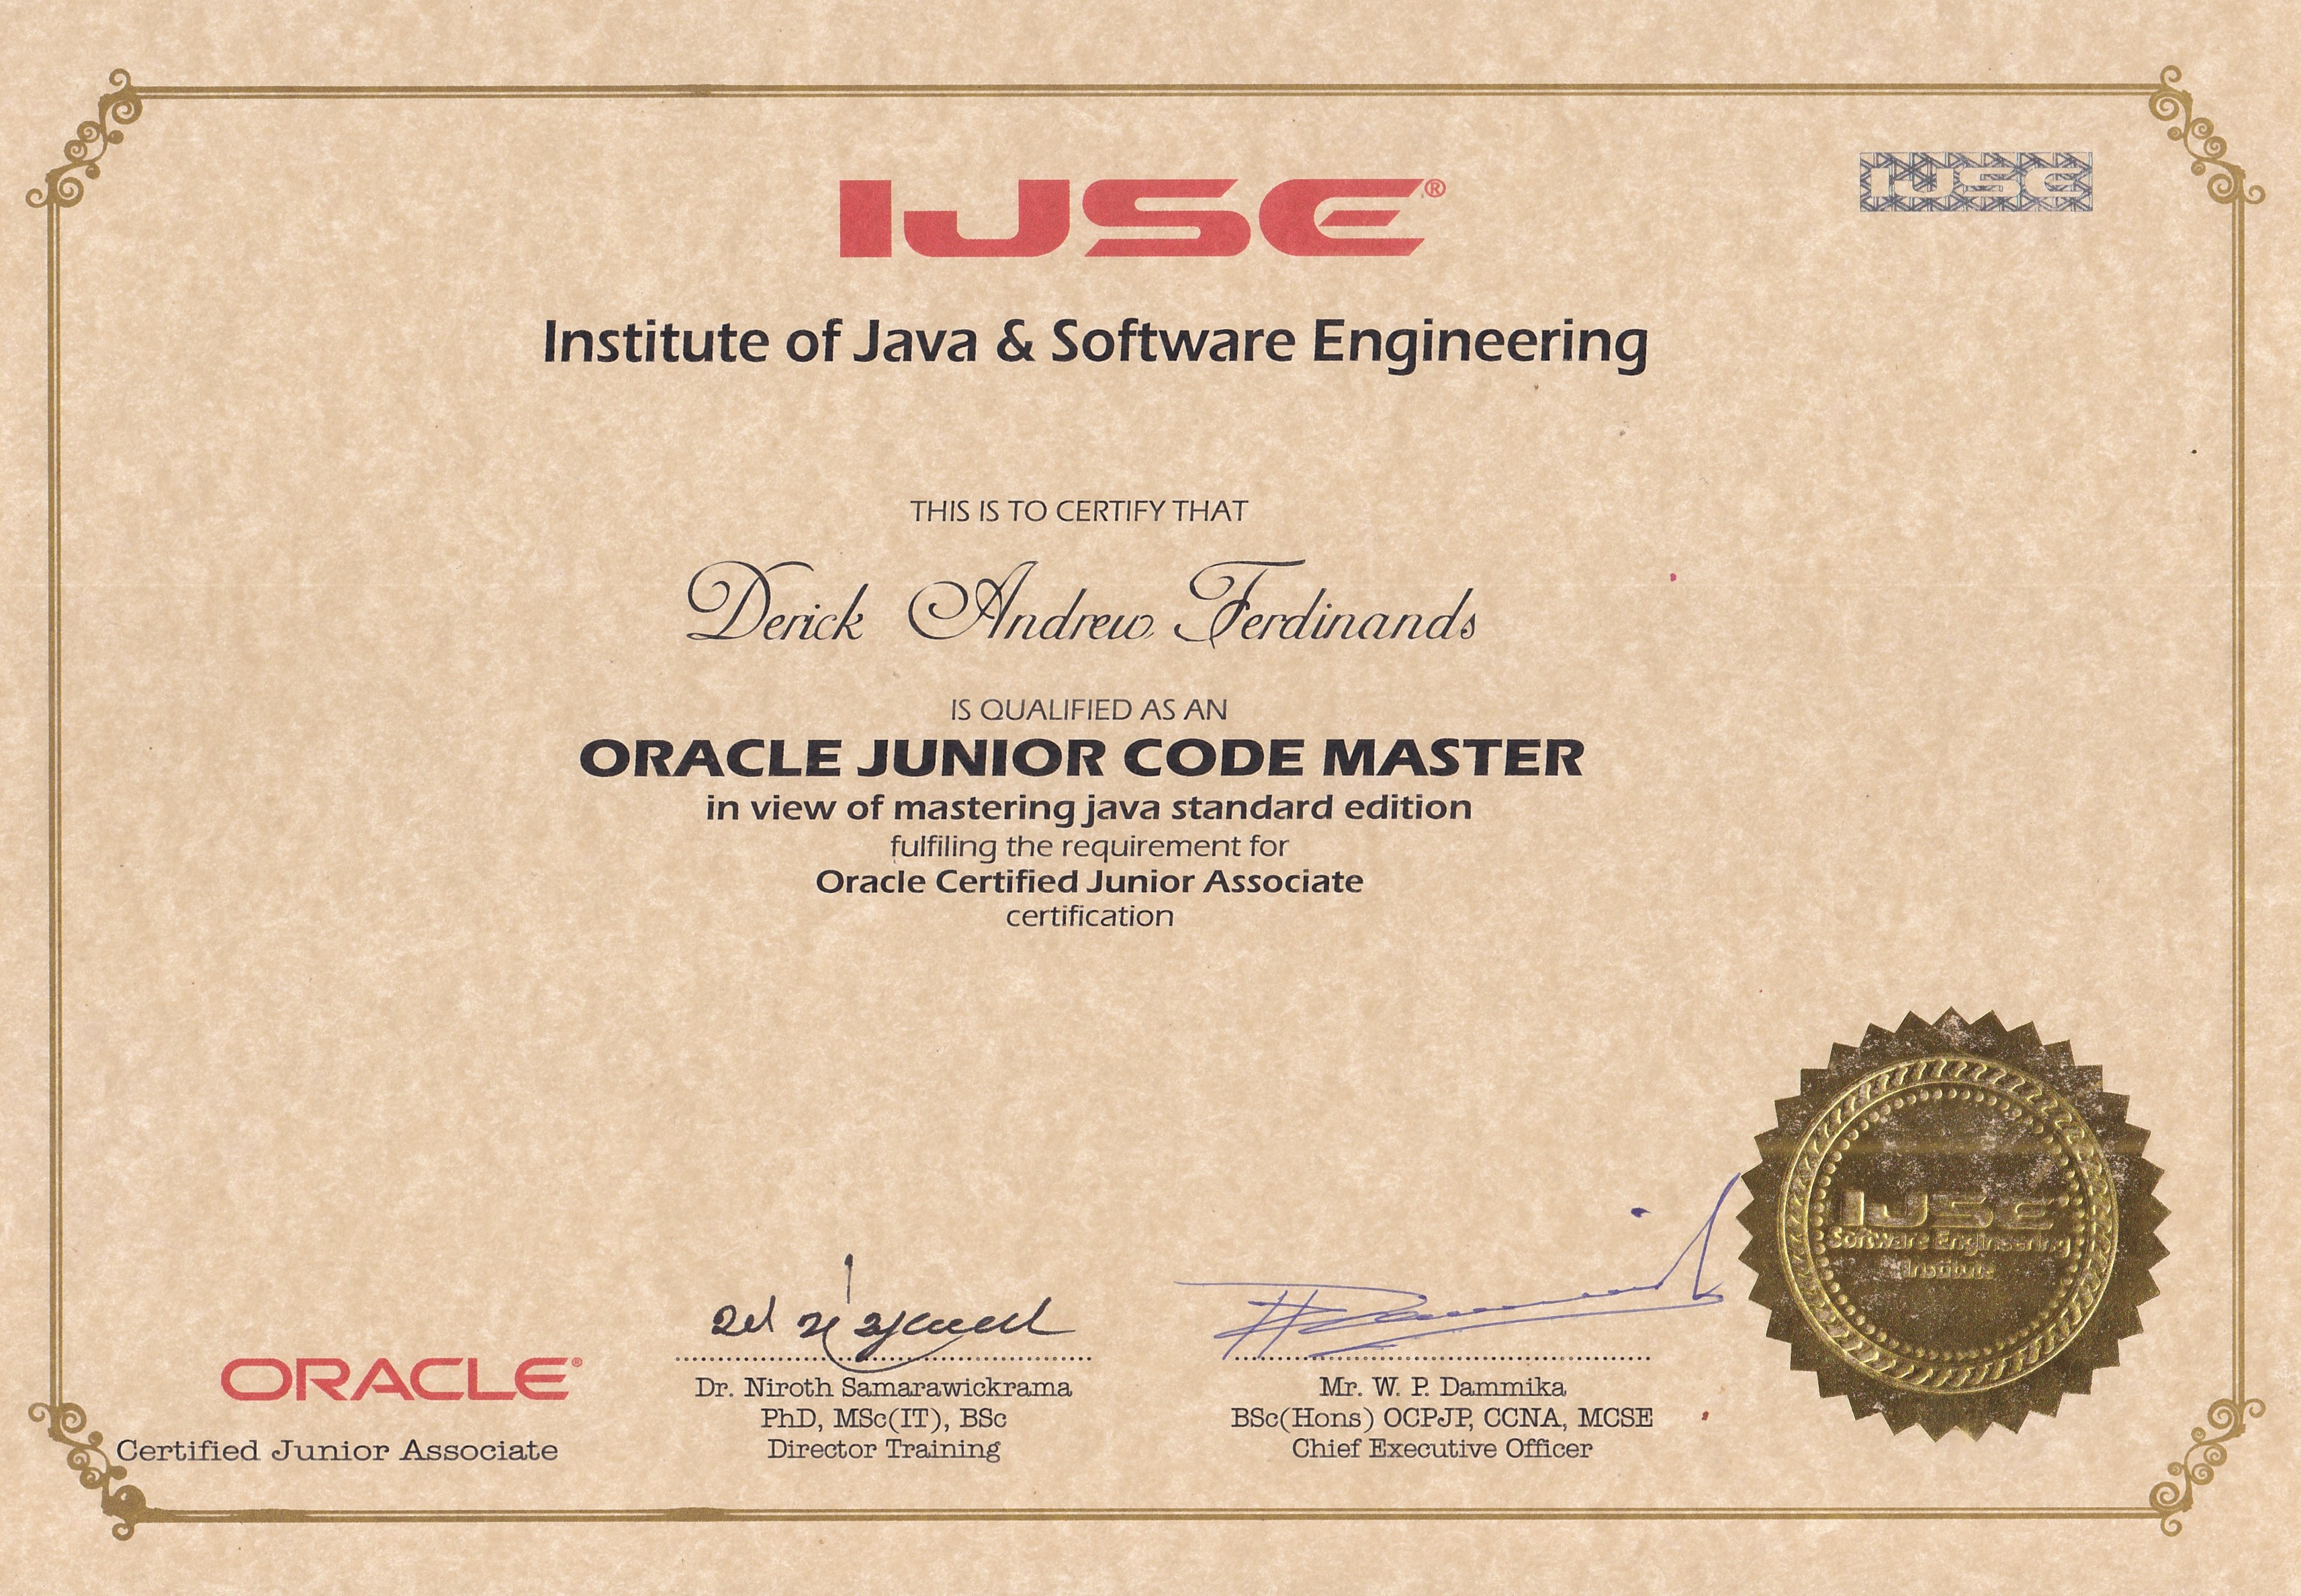 IJSE®
IJSE
Institute of Java & Software Engineering
THIS IS TO CERTIFY THAT
Derick Andrew Ferdinands
IS QUALIFIED AS AN
ORACLE JUNIOR CODE MASTER
in view of mastering java standard edition
fulfiling the requirement for
Oracle Certified Junior Associate
certification
IJSE
Software Engineering
Institute
ORACLE®
Certified Junior Associate
Dr. Niroth Samarawickrama
PhD, MSc(IT), BSc
Director Training
Mr. W. P. Dammika
BSc(Hons) OCPJP, CCNA, MCSE
Chief Executive Officer